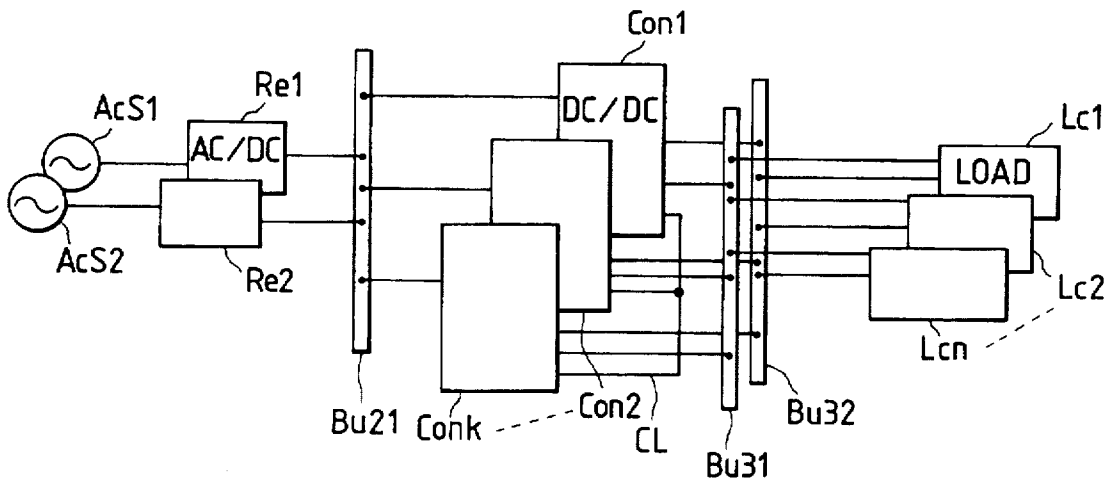 Con1
Re1
AcS1
AC/DC
DC/DC
Lc1
LOAD
AcS2
Re2
Lc2
Lcn
Bu21
Conk
Con2
CL
Bu32
Bu31